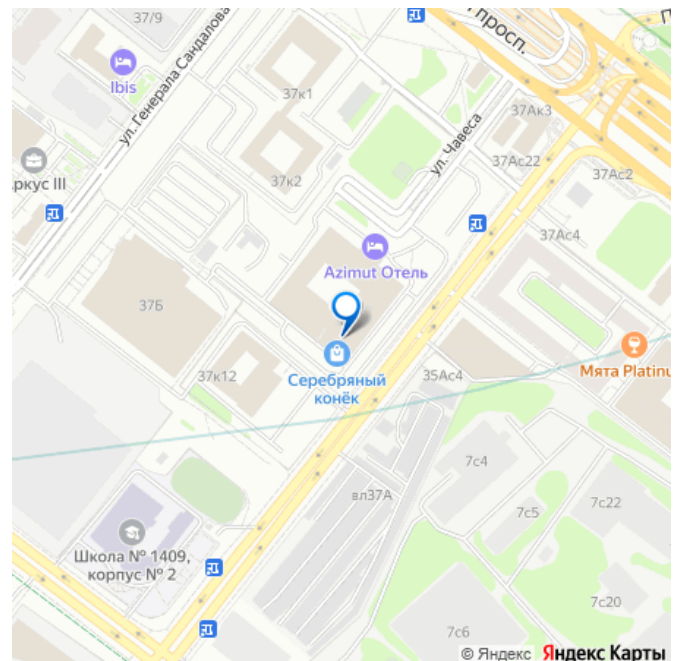 37/9
просп.
Ibis
ул. Генерала Сандалова
37к1
37Ак3
ул. Чавеса
37Ас22
37Ас2
ркус III
37к2
37Ас4
Azimut Отель
37Б
Мята Platinu
37к12
Серебряный
конёк
35Ас4
7с4
вл37А
7с22
7с5
Школа № 1409,
корпус № 2
7с20
7с6
© Яндекс Яндекс Карты